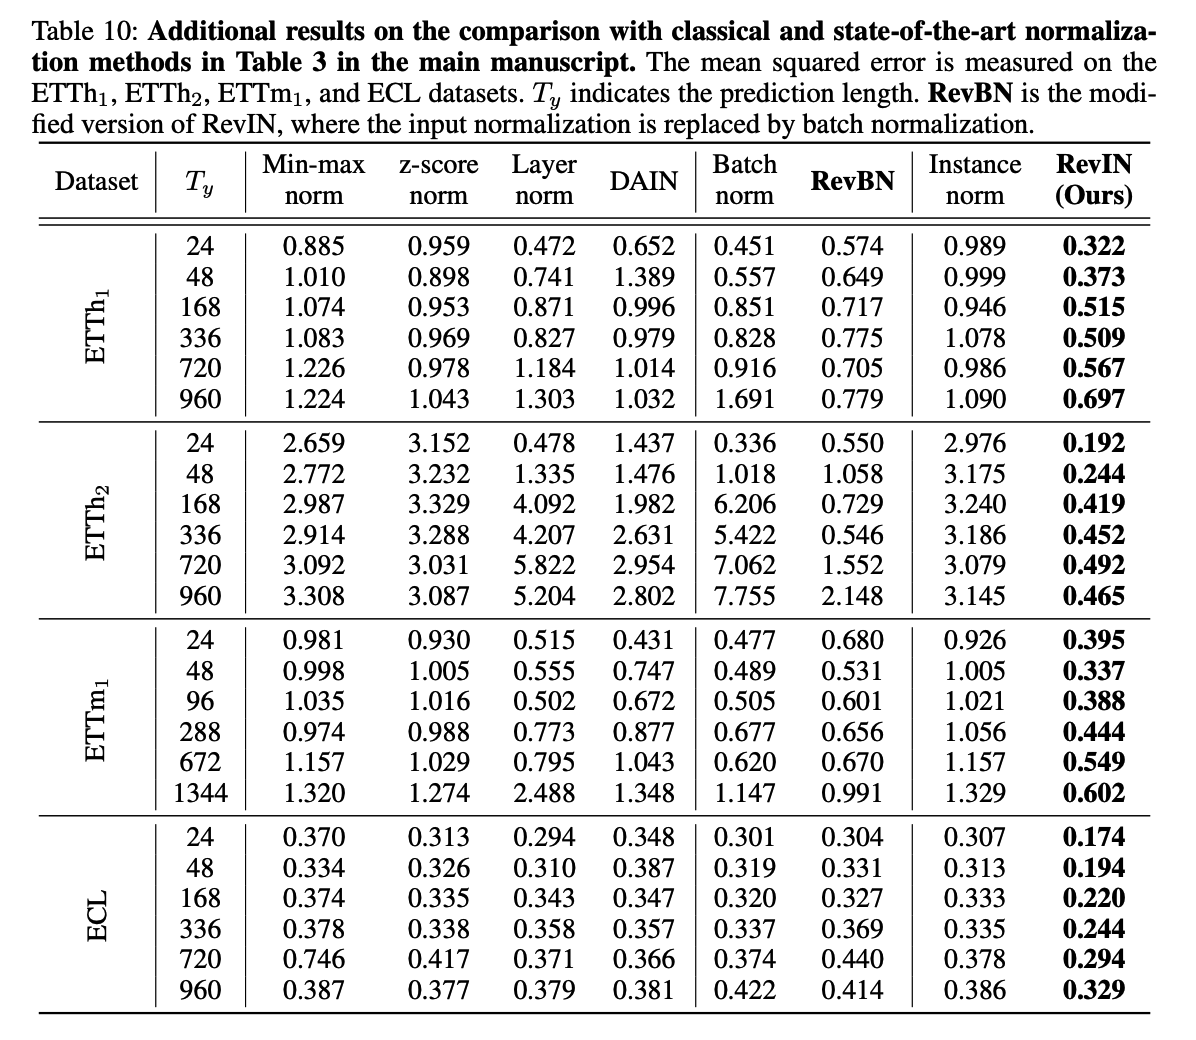 Table 10: Additional results on the comparison with classical and state-of-the-art normaliza-
tion methods in Table 3 in the main manuscript. The mean squared error is measured on the
ETTh1, ETTh2, ETTm1, and ECL datasets. Ty indicates the prediction length. RevBN is the modi-
fied version of RevIN, where the input normalization is replaced by batch normalization.
Dataset Ty Min-max norm z-score norm Layer norm DAIN Batch norm RevBN Instance norm RevIN (Ours)
ETTh1
24 0.885 0.959 0.472 0.652 0.451 0.574 0.989 0.322
48 1.010 0.898 0.741 1.389 0.557 0.649 0.999 0.373
168 1.074 0.953 0.871 0.996 0.851 0.717 0.946 0.515
336 1.083 0.969 0.827 0.979 0.828 0.775 1.078 0.509
720 1.226 0.978 1.184 1.014 0.916 0.705 0.986 0.567
960 1.224 1.043 1.303 1.032 1.691 0.779 1.090 0.697
ETTh2
24 2.659 3.152 0.478 1.437 0.336 0.550 2.976 0.192
48 2.772 3.232 1.335 1.476 1.018 1.058 3.175 0.244
168 2.987 3.329 4.092 1.982 6.206 0.729 3.240 0.419
336 2.914 3.288 4.207 2.631 5.422 0.546 3.186 0.452
720 3.092 3.031 5.822 2.954 7.062 1.552 3.079 0.492
960 3.308 3.087 5.204 2.802 7.755 2.148 3.145 0.465
ETTm1
24 0.981 0.930 0.515 0.431 0.477 0.680 0.926 0.395
48 0.998 1.005 0.555 0.747 0.489 0.531 1.005 0.337
96 1.035 1.016 0.502 0.672 0.505 0.601 1.021 0.388
288 0.974 0.988 0.773 0.877 0.677 0.656 1.056 0.444
672 1.157 1.029 0.795 1.043 0.620 0.670 1.157 0.549
1344 1.320 1.274 2.488 1.348 1.147 0.991 1.329 0.602
ECL
24 0.370 0.313 0.294 0.348 0.301 0.304 0.307 0.174
48 0.334 0.326 0.310 0.387 0.319 0.331 0.313 0.194
168 0.374 0.335 0.343 0.347 0.320 0.327 0.333 0.220
336 0.378 0.338 0.358 0.357 0.337 0.369 0.335 0.244
720 0.746 0.417 0.371 0.366 0.374 0.440 0.378 0.294
960 0.387 0.377 0.379 0.381 0.422 0.414 0.386 0.329